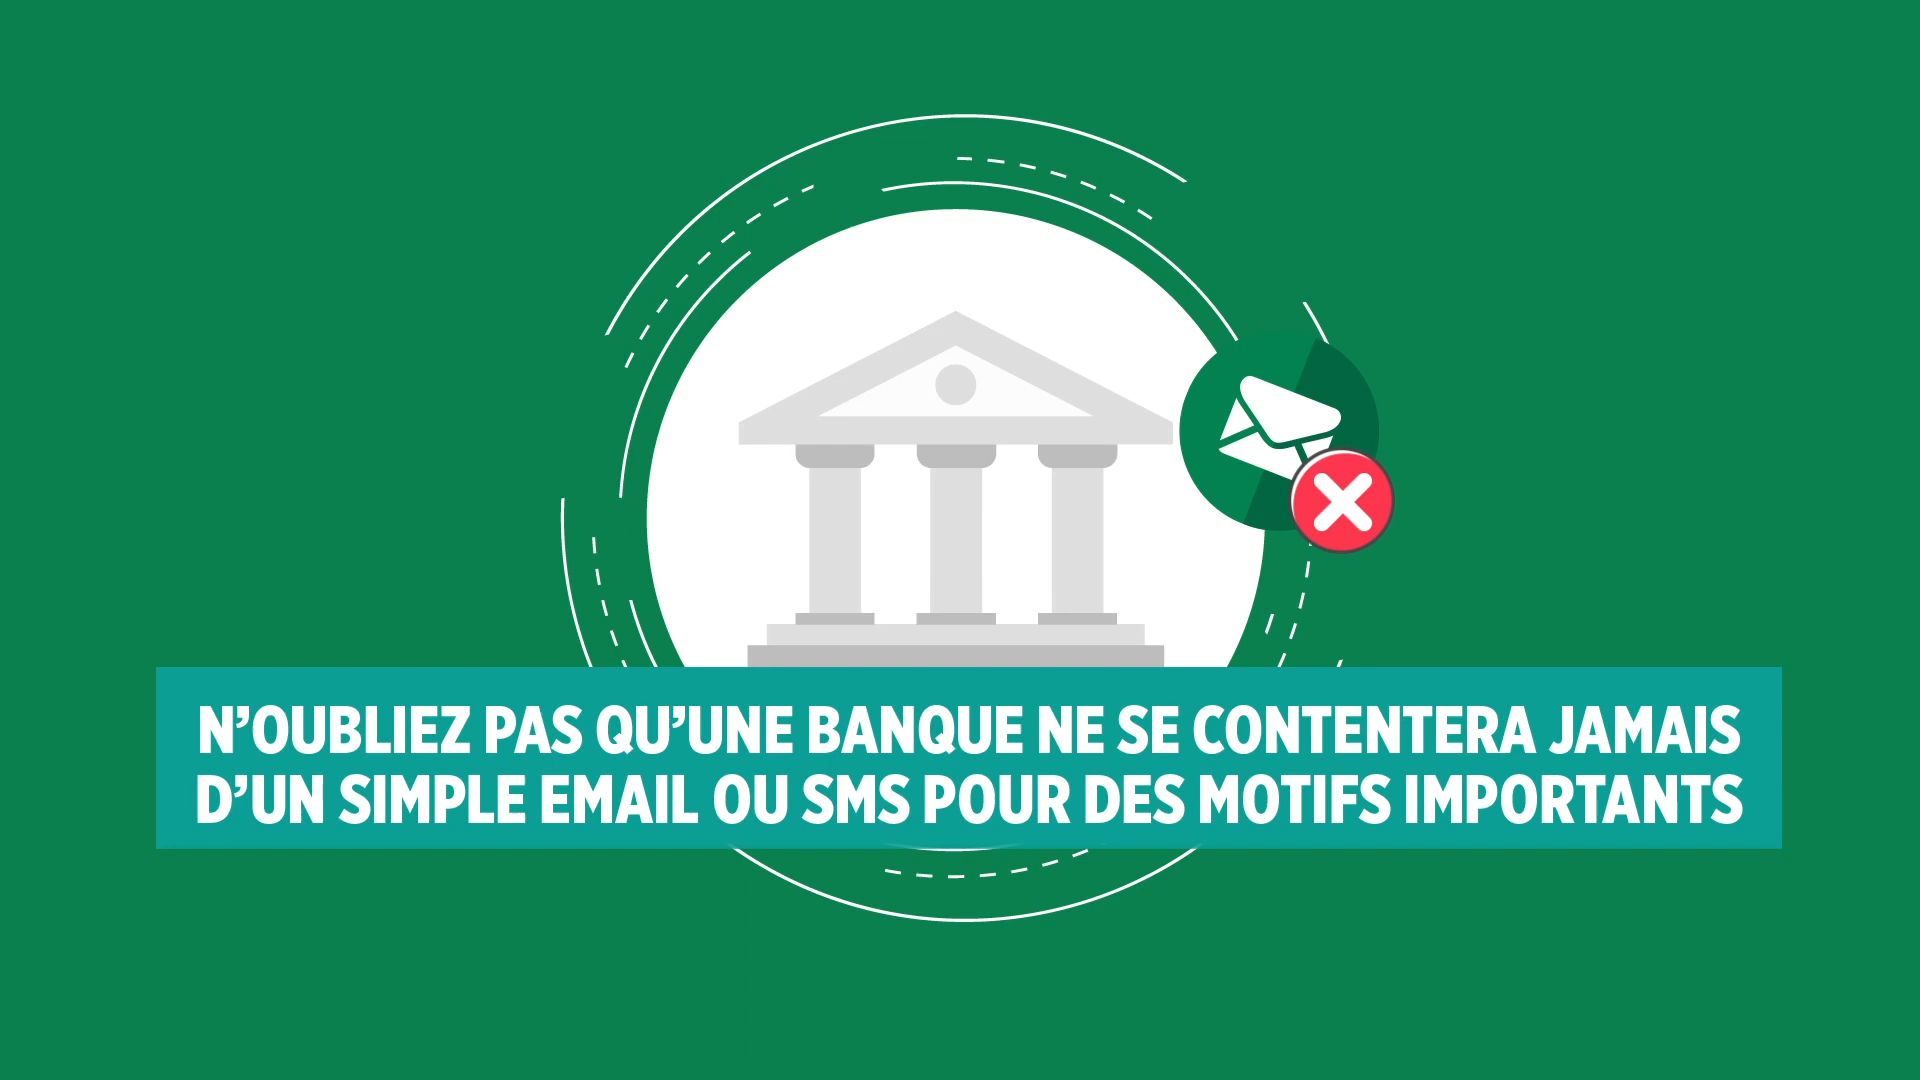 N’OUBLIEZ PAS QU’UNE BANQUE NE SE CONTENTERA JAMAIS
D’UN SIMPLE EMAIL OU SMS POUR DES MOTIFS IMPORTANTS